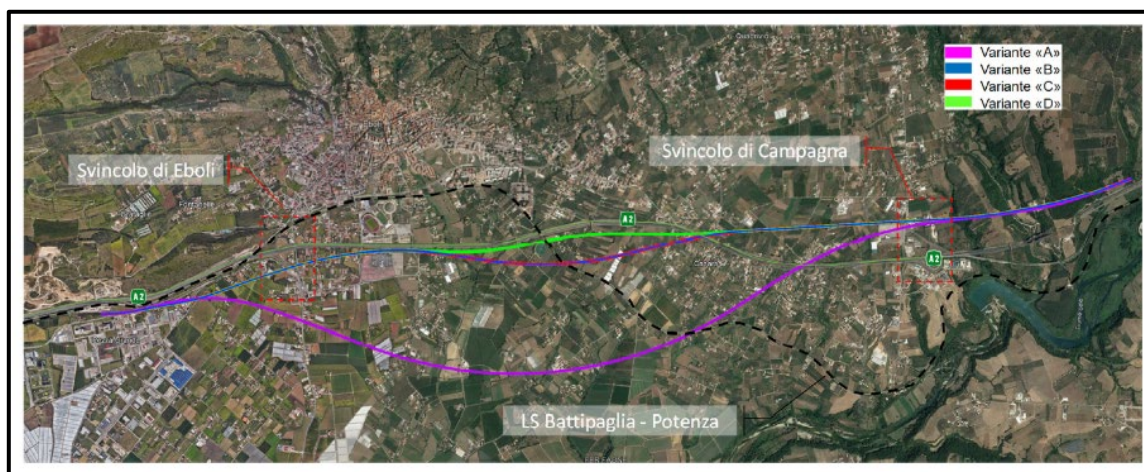 Variante «A»
Variante «B»
Variante «C»
Variante «D»
Svincolo di Eboli
Svincolo di Campagna
A2
A2
A2
LS Battipaglia - Potenza